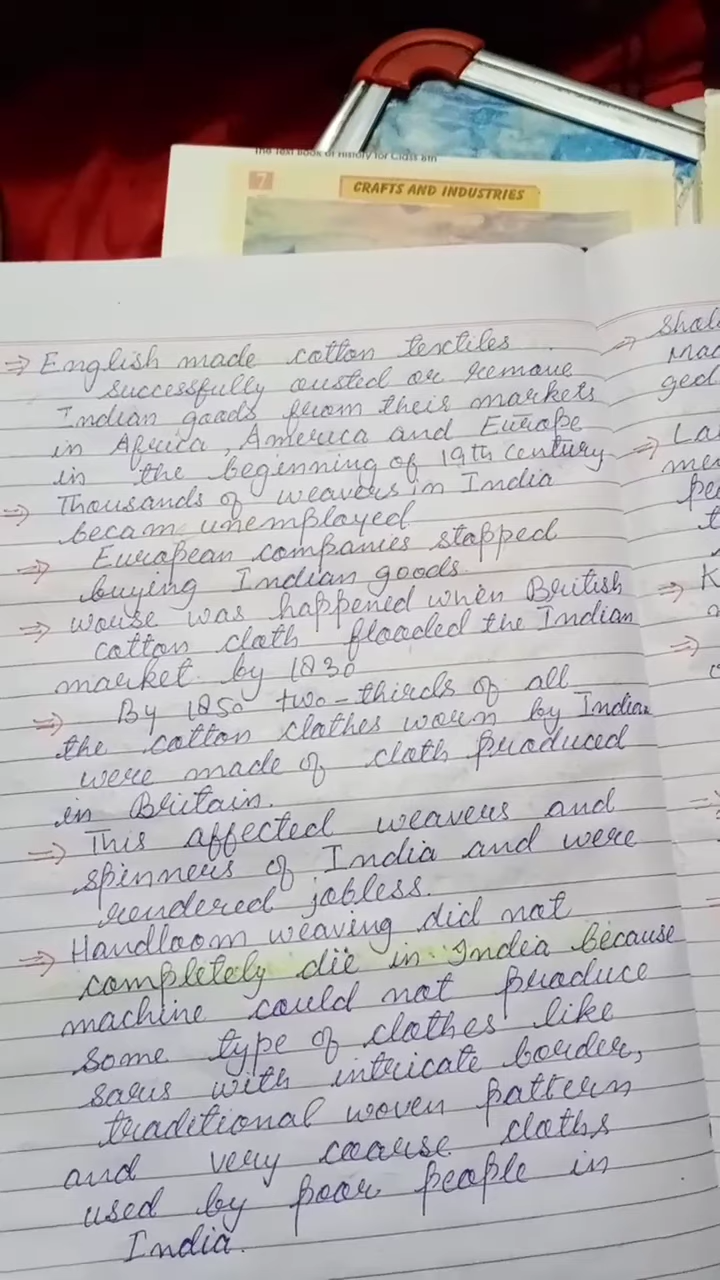 The Text Book of History for Class 8th
7
CRAFTS AND INDUSTRIES
⇒ English made cotton textiles
successfully ousted or remove
Indian goods from their markets
in Africa, America and Europe
in the beginning of 19th century
⇒ Thousands of weavers in India
becam unemployed
⇒ European companies stopped
buying Indian goods.
⇒ worse was happened when British
cotton cloth flooded the Indian
market by 1830
⇒ By 1850 two-thirds of all
the cotton clothes worn by Indian
were made of cloth produced
in Britain.
⇒ This affected weavers and
spinners of India and were
rendered jobless.
⇒ Handloom weaving did not
completely die in India because
machine could not produce
some type of clothes like
saris with intricate border,
traditional woven pattern
and very coarse cloths
used by poor people in
India.
⇒ Shal
Mac
ged
⇒ La
me
pe
t
⇒ K
⇒